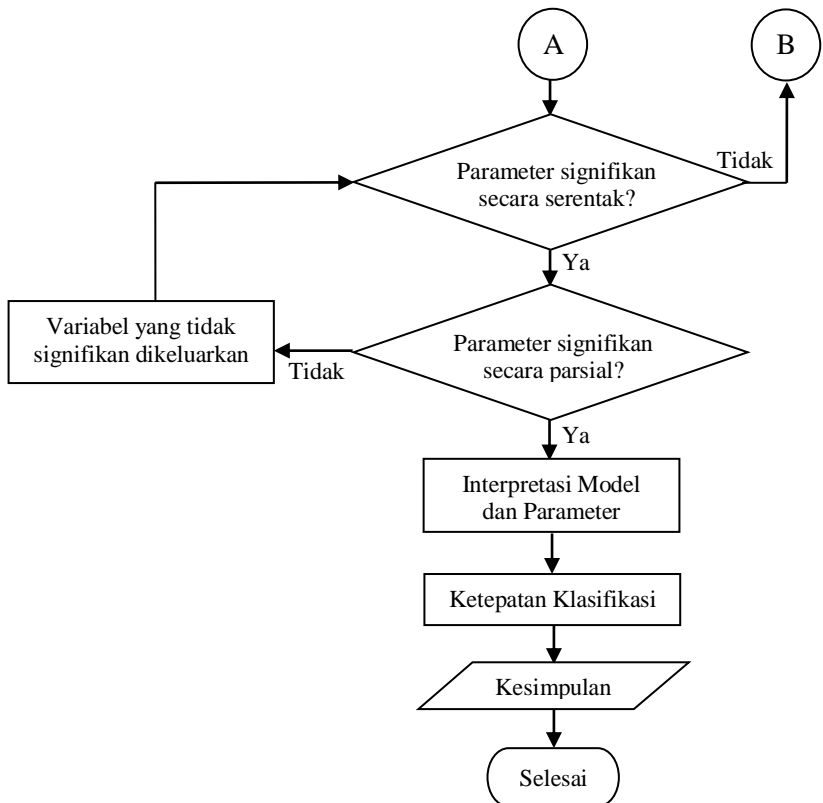 A
B
Parameter signifikan
secara serentak?
Tidak
Ya
Variabel yang tidak
signifikan dikeluarkan
Tidak
Parameter signifikan
secara parsial?
Ya
Interpretasi Model
dan Parameter
Ketepatan Klasifikasi
Kesimpulan
Selesai